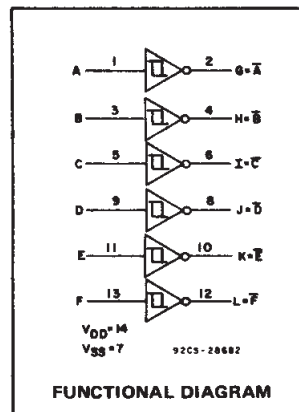 A 1 2 G=A̅
B 3 4 H=B̅
C 5 6 I=C̅
D 9 8 J=D̅
E 11 10 K=E̅
F 13 12 L=F̅
VDD=14
VSS=7 92CS-28682
FUNCTIONAL DIAGRAM